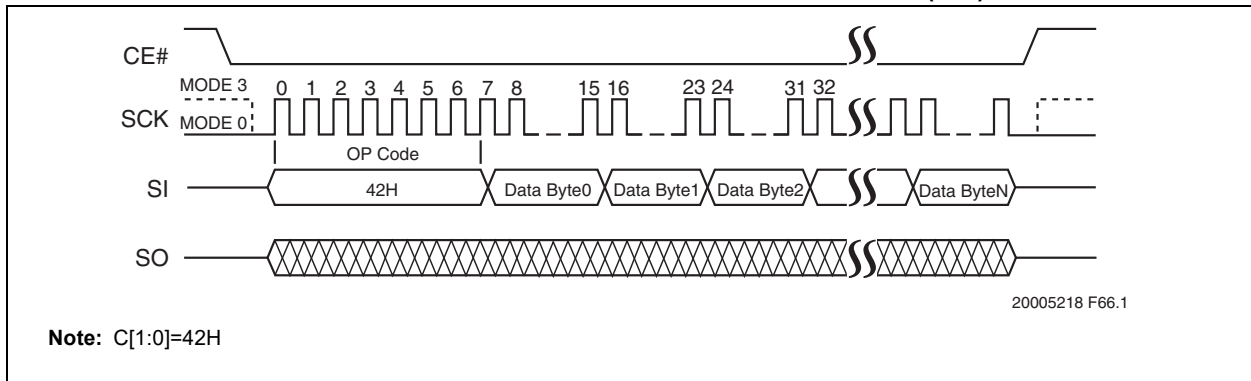 CE#
MODE 3
0 1 2 3 4 5 6 7 8 15 16 23 24 31 32
SCK MODE 0
OP Code
SI 42H Data Byte0 Data Byte1 Data Byte2 Data ByteN
SO
20005218 F66.1
Note: C[1:0]=42H